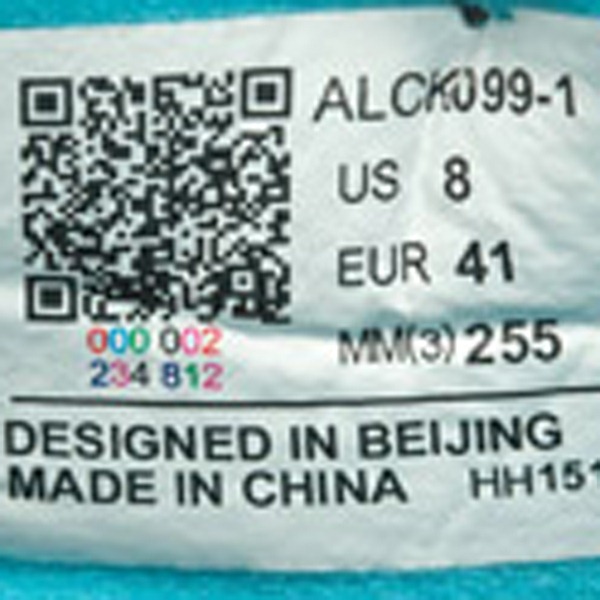 ALCK099-1
US 8
EUR 41
MM(3) 255
000 002
234 812
DESIGNED IN BEIJING
MADE IN CHINA HH151